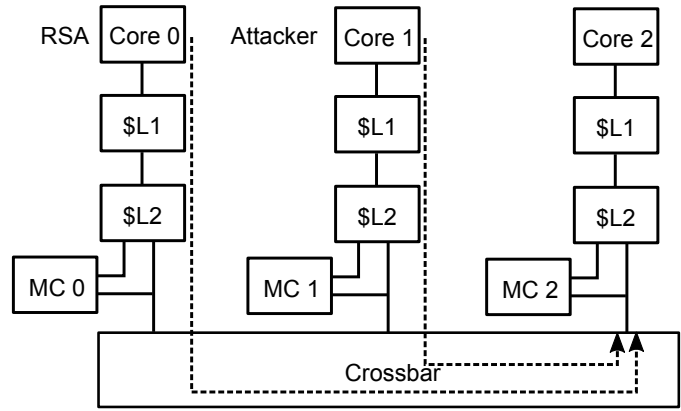 RSA Core 0 Attacker Core 1 Core 2
$L1 $L1 $L1
$L2 $L2 $L2
MC 0 MC 1 MC 2
Crossbar